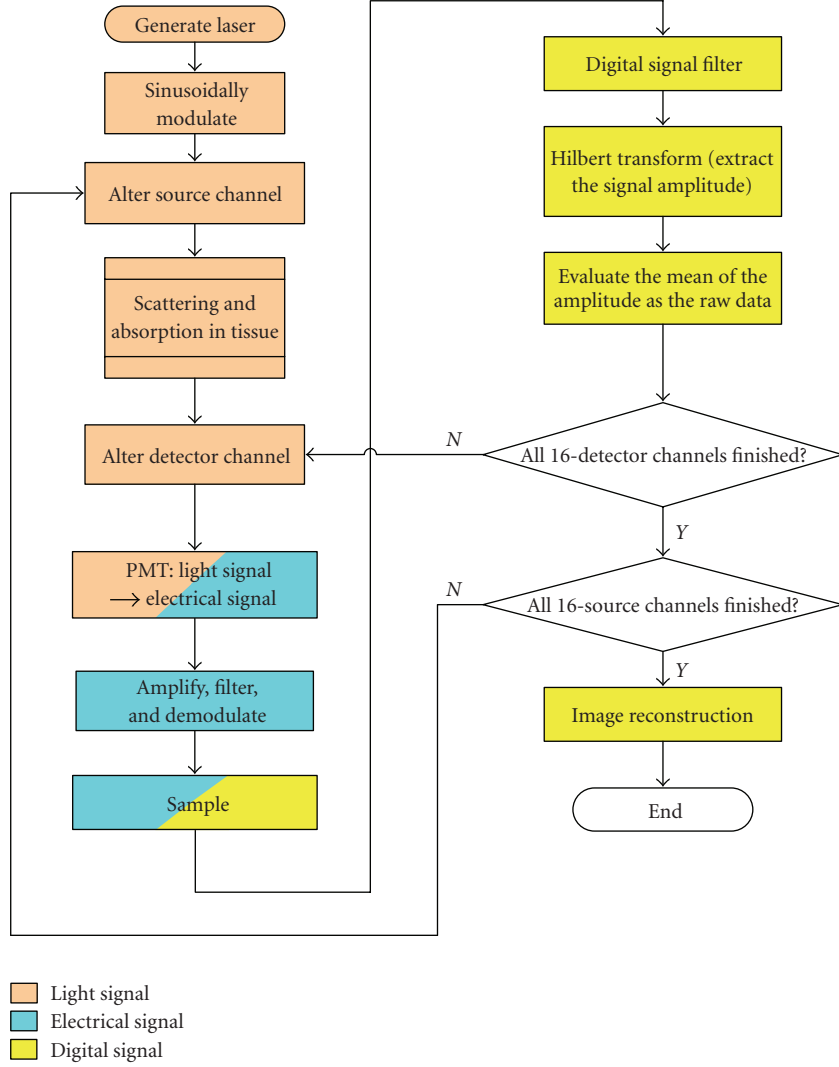 Generate laser
Sinusoidally
modulate
Alter source channel
Scattering and
absorption in tissue
Alter detector channel
PMT: light signal
→ electrical signal
Amplify, filter,
and demodulate
Sample
Digital signal filter
Hilbert transform (extract
the signal amplitude)
Evaluate the mean of the
amplitude as the raw data
All 16-detector channels finished?
N
Y
All 16-source channels finished?
N
Y
Image reconstruction
End
Light signal
Electrical signal
Digital signal